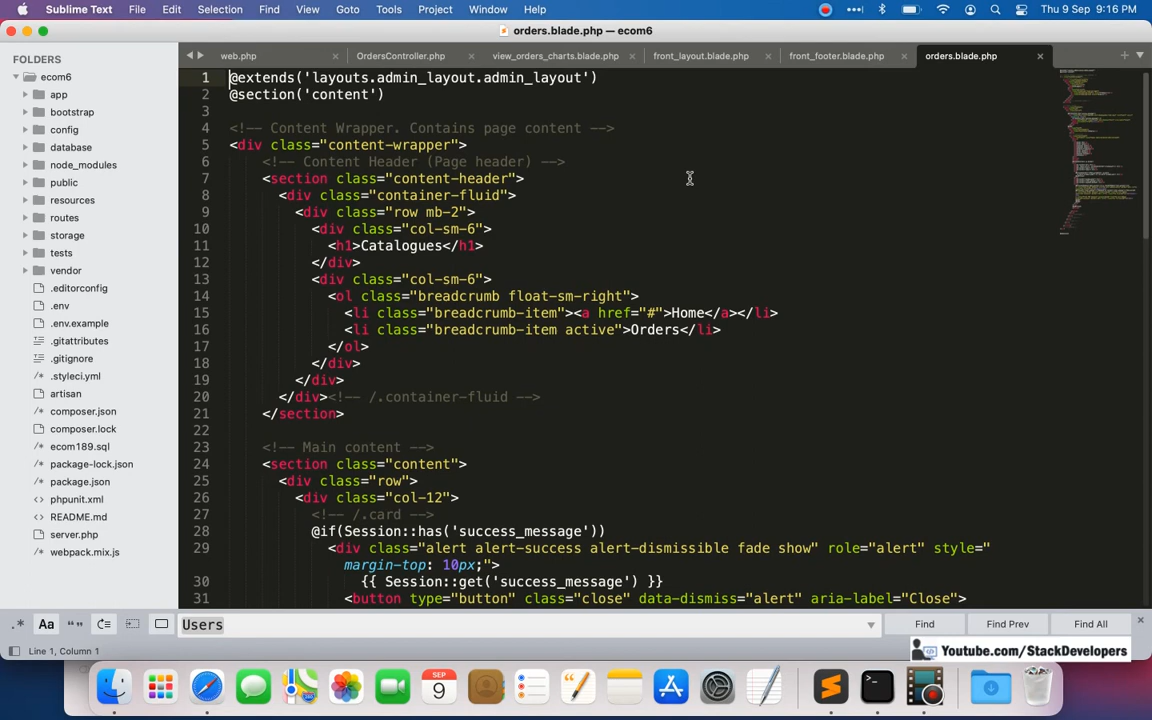 Sublime Text File Edit Selection Find View Goto Tools Project Window Help Thu 9 Sep 9:16 PM
orders.blade.php — ecom6
web.php × OrdersController.php × view_orders_charts.blade.php × front_layout.blade.php × front_footer.blade.php × orders.blade.php ×
FOLDERS
ecom6
app
bootstrap
config
database
node_modules
public
resources
routes
storage
tests
vendor
.editorconfig
.env
.env.example
.gitattributes
.gitignore
.styleci.yml
artisan
composer.json
composer.lock
ecom189.sql
package-lock.json
package.json
phpunit.xml
README.md
server.php
webpack.mix.js
1 @extends('layouts.admin_layout.admin_layout')
2 @section('content')
3
4 <!-- Content Wrapper. Contains page content -->
5 <div class="content-wrapper">
6 <!-- Content Header (Page header) -->
7 <section class="content-header">
8 <div class="container-fluid">
9 <div class="row mb-2">
10 <div class="col-sm-6">
11 <h1>Catalogues</h1>
12 </div>
13 <div class="col-sm-6">
14 <ol class="breadcrumb float-sm-right">
15 <li class="breadcrumb-item"><a href="#">Home</a></li>
16 <li class="breadcrumb-item active">Orders</li>
17 </ol>
18 </div>
19 </div>
20 </div><!-- /.container-fluid -->
21 </section>
22
23 <!-- Main content -->
24 <section class="content">
25 <div class="row">
26 <div class="col-12">
27 <!-- /.card -->
28 @if(Session::has('success_message'))
29 <div class="alert alert-success alert-dismissible fade show" role="alert" style="
margin-top: 10px;">
30 {{ Session::get('success_message') }}
31 <button type="button" class="close" data-dismiss="alert" aria-label="Close">
.* Aa "" Users Find Find Prev Find All ×
Line 1, Column 1
Youtube.com/StackDevelopers
SEP
9